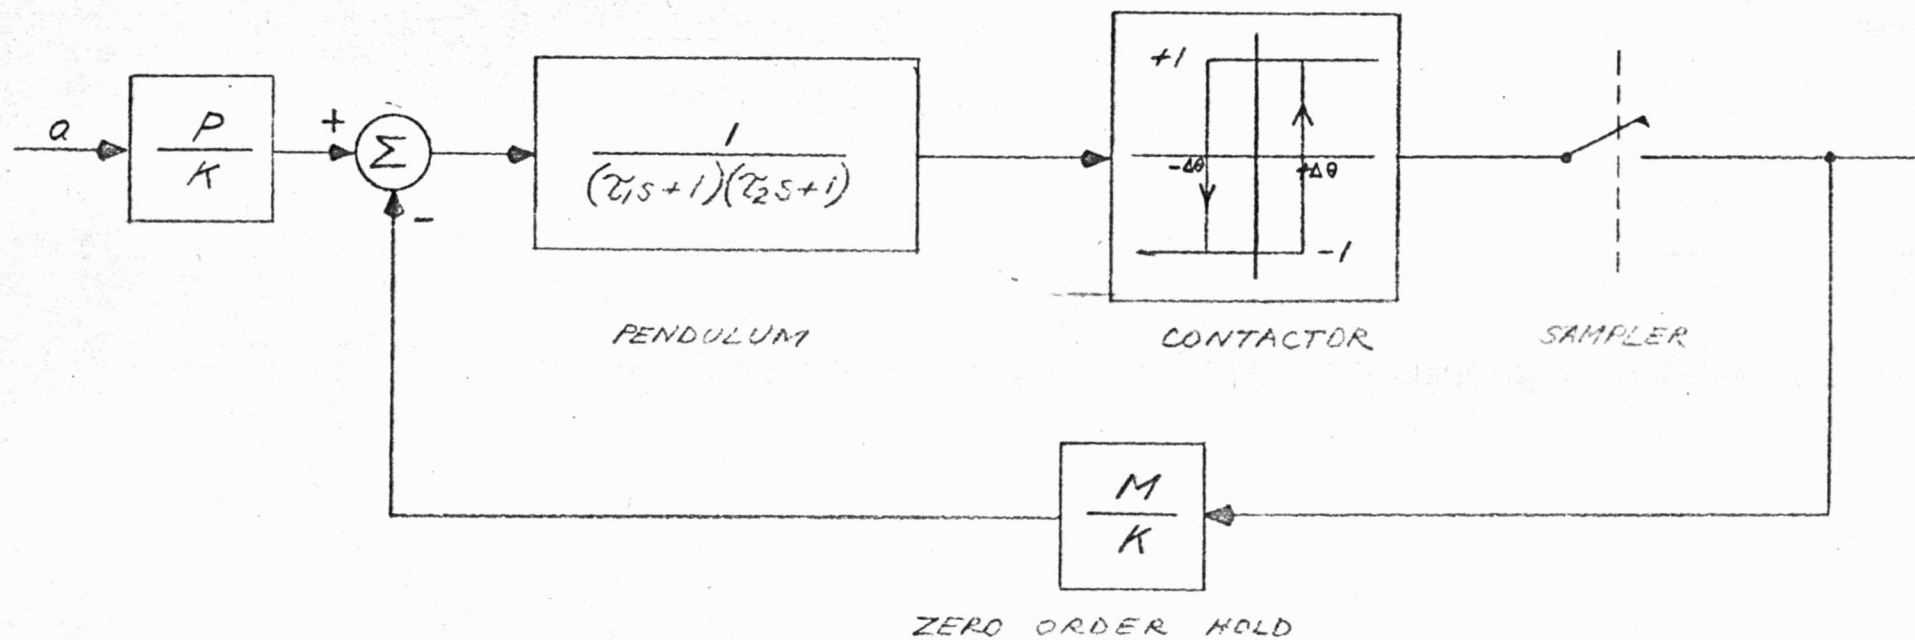 a
P
K
+
Σ
-
1
(τ1s+1)(τ2s+1)
+1
-Δθ
+Δθ
-1
PENDULUM
CONTACTOR
SAMPLER
M
K
ZERO ORDER HOLD